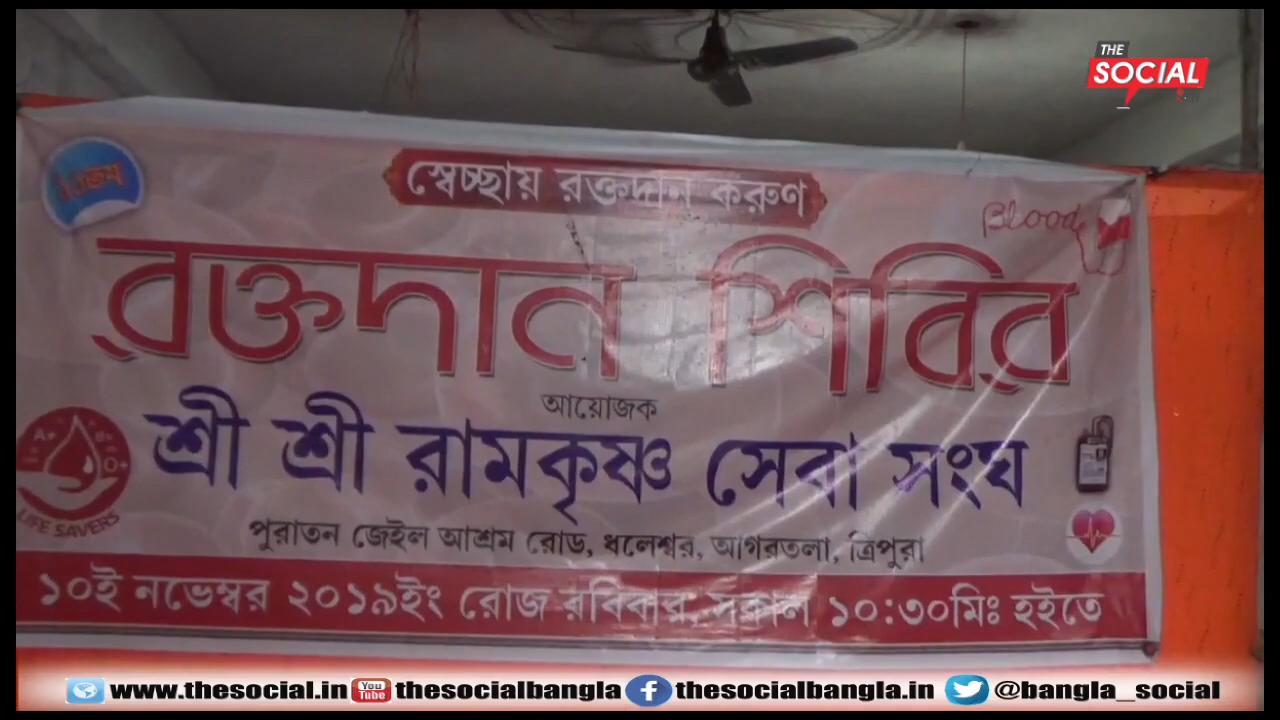 THE
SOCIAL
স্বেচ্ছায় রক্তদান করুণ
Blood
রক্তদান শিবির
আয়োজক
শ্রী শ্রী রামকৃষ্ণ সেবা সংঘ
LIFE SAVERS
পুরাতন জেইল আশ্রম রোড, ধলেশ্বর, আগরতলা, ত্রিপুরা
১০ই নভেম্বর ২০১৯ইং রোজ রবিবার, সকাল ১০:৩০মিঃ হইতে
www.thesocial.in thesocialbangla thesocialbangla.in @bangla_social